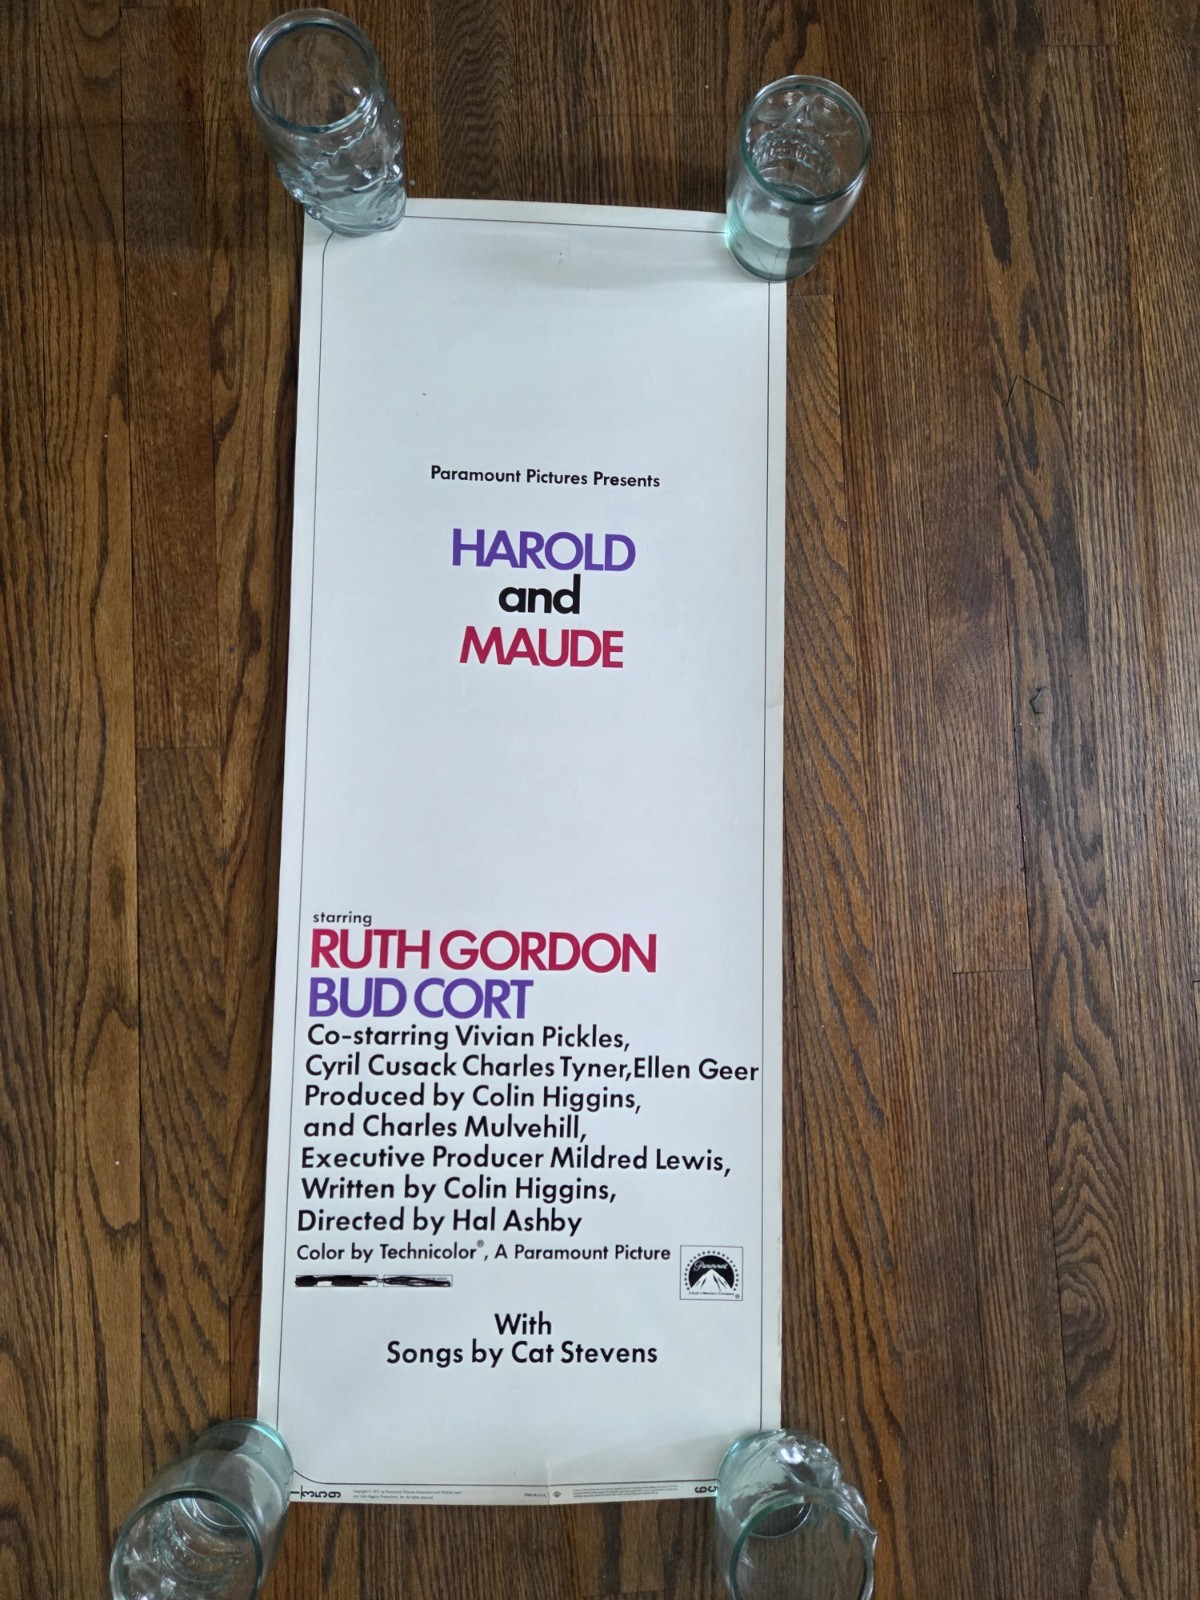 Paramount Pictures Presents
HAROLD
and
MAUDE
starring
RUTH GORDON
BUD CORT
Co-starring Vivian Pickles,
Cyril Cusack Charles Tyner,Ellen Geer
Produced by Colin Higgins,
and Charles Mulvehill,
Executive Producer Mildred Lewis,
Written by Colin Higgins,
Directed by Hal Ashby
Color by Technicolor®, A Paramount Picture
Paramount
With
Songs by Cat Stevens